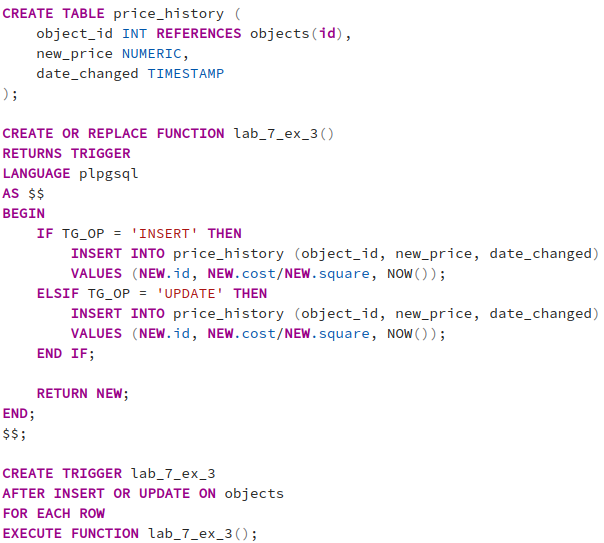 CREATE TABLE price_history (
    object_id INT REFERENCES objects(id),
    new_price NUMERIC,
    date_changed TIMESTAMP
);

CREATE OR REPLACE FUNCTION lab_7_ex_3()
RETURNS TRIGGER
LANGUAGE plpgsql
AS $$
BEGIN
    IF TG_OP = 'INSERT' THEN
        INSERT INTO price_history (object_id, new_price, date_changed)
        VALUES (NEW.id, NEW.cost/NEW.square, NOW());
    ELSIF TG_OP = 'UPDATE' THEN
        INSERT INTO price_history (object_id, new_price, date_changed)
        VALUES (NEW.id, NEW.cost/NEW.square, NOW());
    END IF;

    RETURN NEW;
END;
$$;

CREATE TRIGGER lab_7_ex_3
AFTER INSERT OR UPDATE ON objects
FOR EACH ROW
EXECUTE FUNCTION lab_7_ex_3();